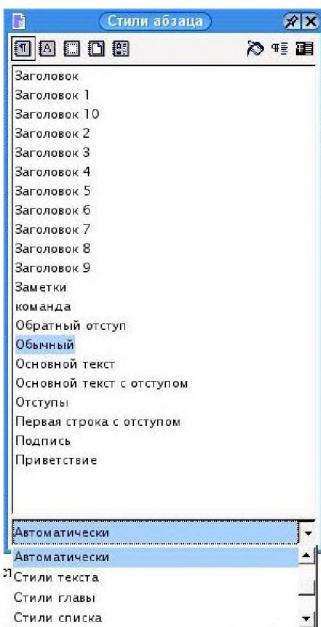 Стили абзаца
Заголовок
Заголовок 1
Заголовок 10
Заголовок 2
Заголовок 3
Заголовок 4
Заголовок 5
Заголовок 6
Заголовок 7
Заголовок 8
Заголовок 9
Заметки
команда
Обратный отступ
Обычный
Основной текст
Основной текст с отступом
Отступы
Первая строка с отступом
Подпись
Приветствие
Автоматически
Автоматически
Стили текста
Стили главы
Стили списка